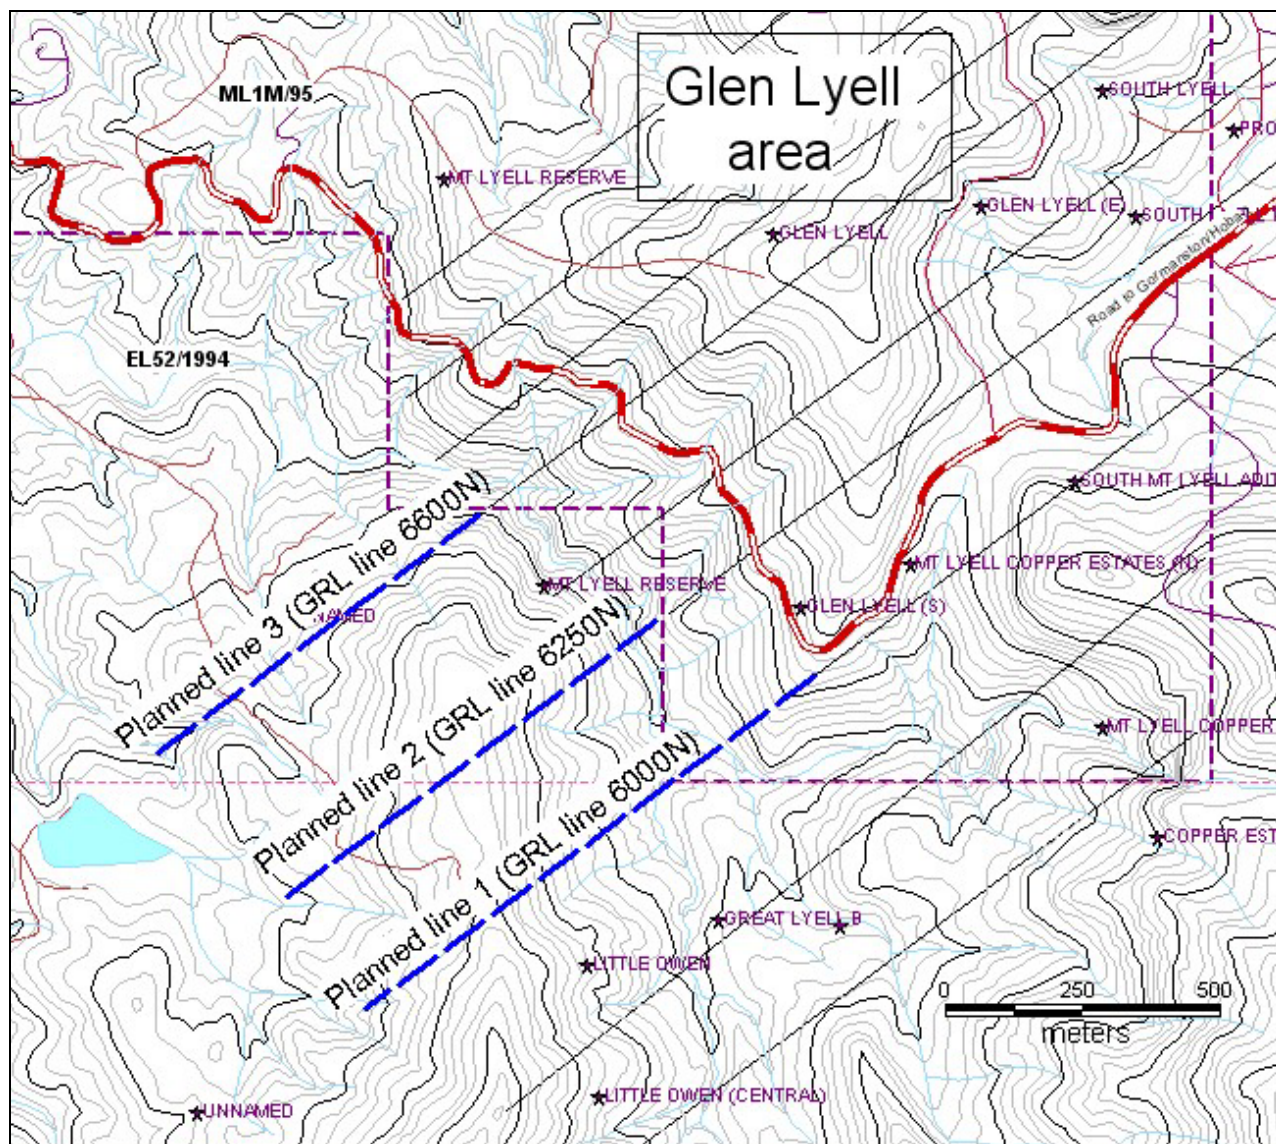 Glen Lyell
area
ML1M/95
SOUTH LYELL
PRO
MT LYELL RESERVE
GLEN LYELL (E)
SOUTH
GLEN LYELL
Road to Gormanston/Hobart
EL52/1994
SOUTH MT LYELL ADD
MT LYELL COPPER ESTATES (N)
MT LYELL RESERVE
GLEN LYELL (S)
NAMED
Planned line 3 (GRL line 6600N)
Planned line 2 (GRL line 6250N)
Planned line 1 (GRL line 6000N)
MT LYELL COPPER
COPPER EST
GREAT LYELL B
LITTLE OWEN
0 250 500
meters
LITTLE OWEN (CENTRAL)
UNNAMED